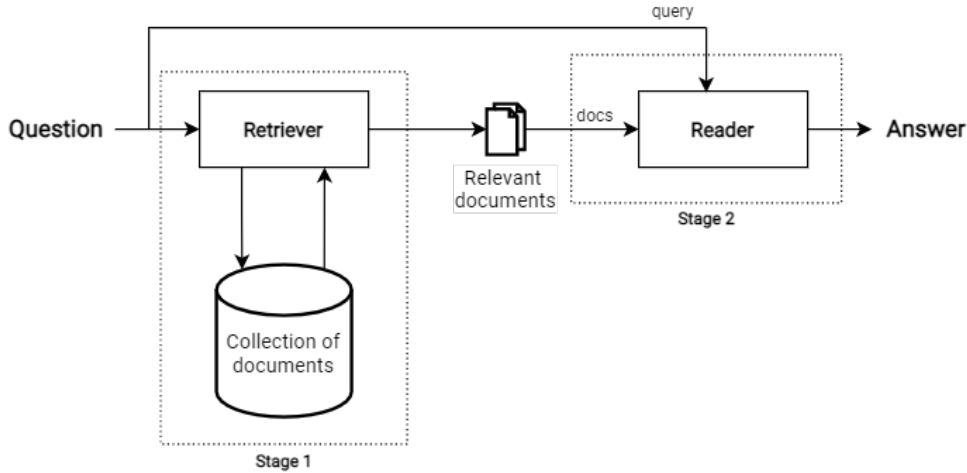 query
Question
Retriever
docs
Reader
Answer
Relevant
documents
Stage 2
Collection of
documents
Stage 1